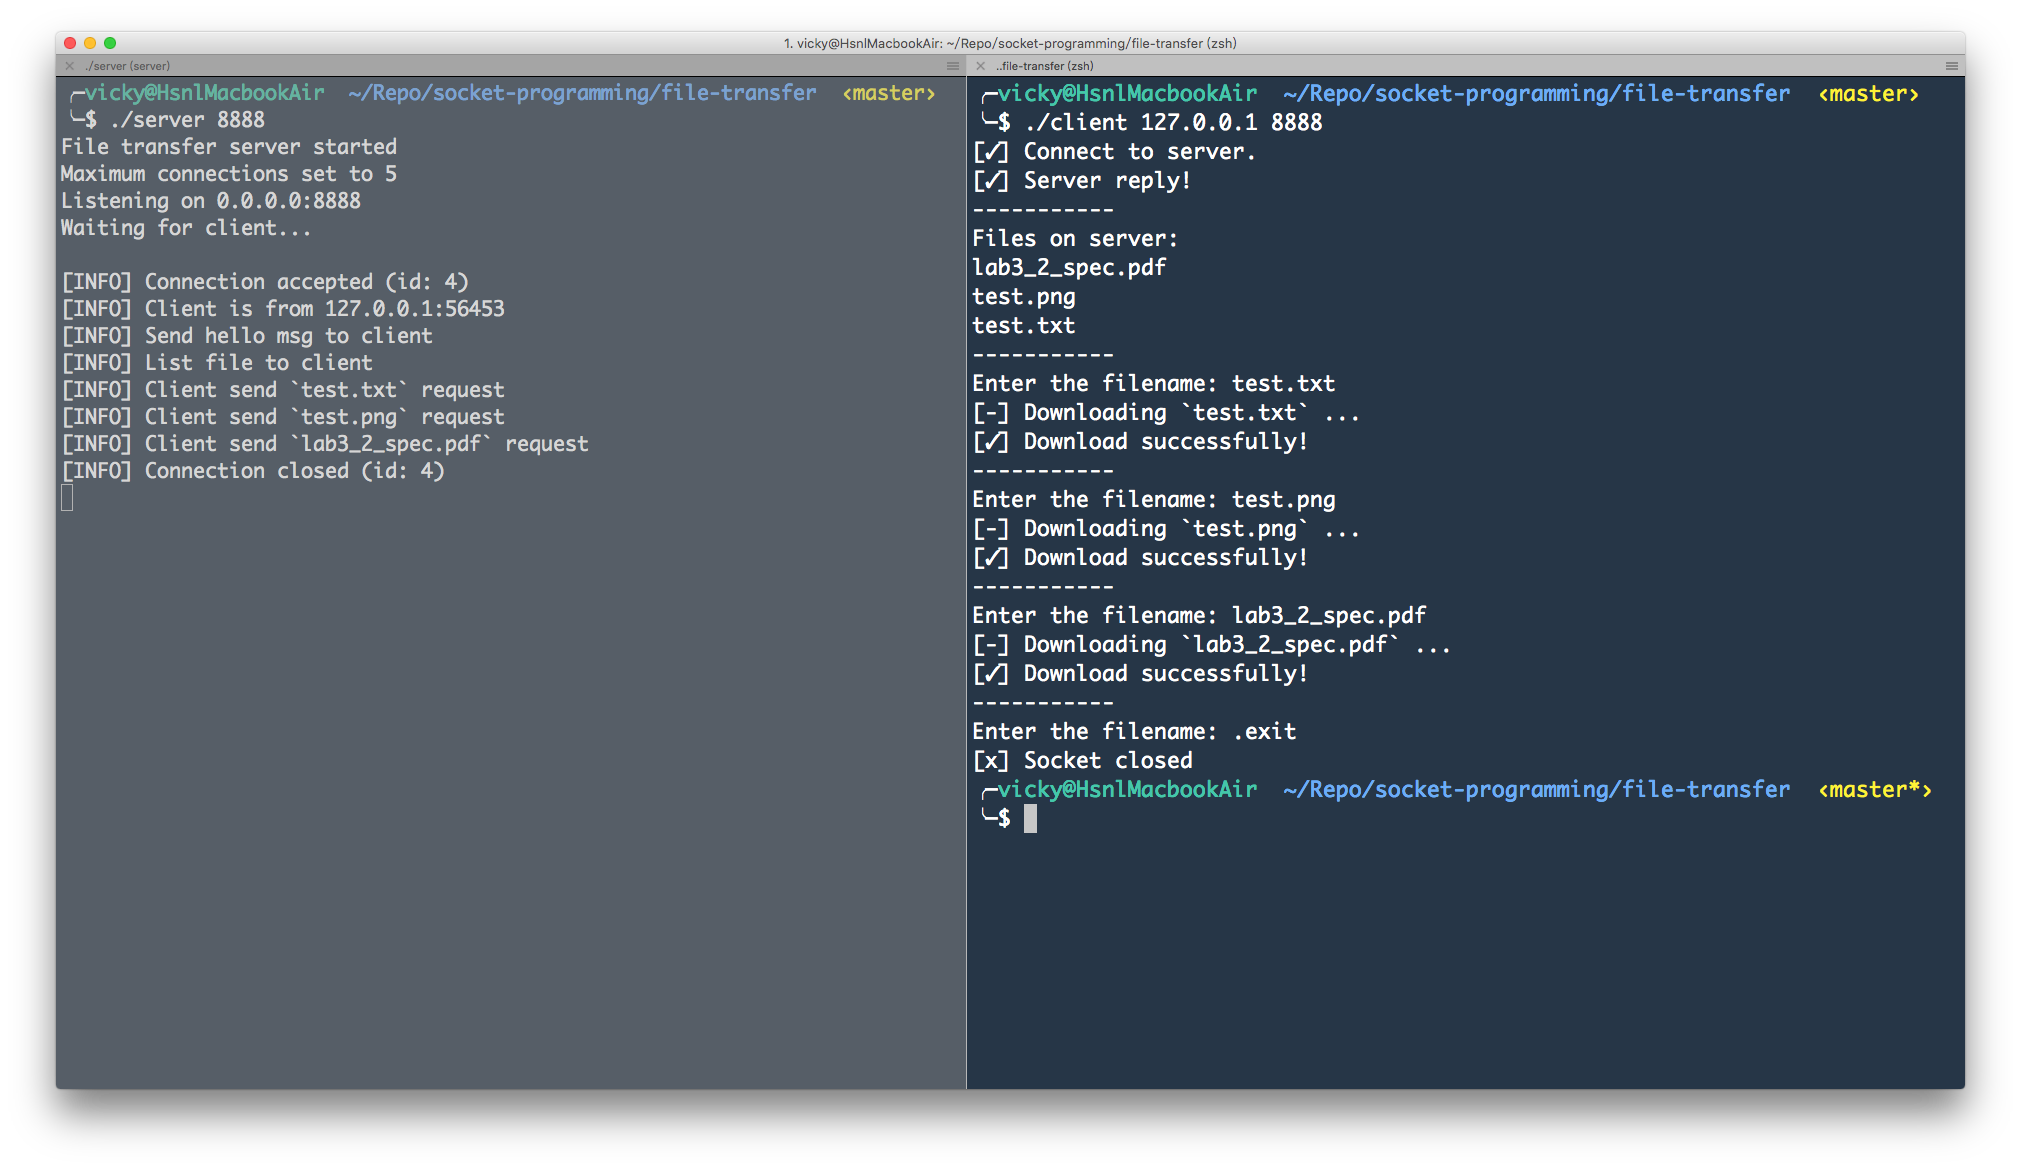 1. vicky@HsnlMacbookAir: ~/Repo/socket-programming/file-transfer (zsh)
./server (server)
╭─vicky@HsnlMacbookAir  ~/Repo/socket-programming/file-transfer  ‹master›
╰─$ ./server 8888
File transfer server started
Maximum connections set to 5
Listening on 0.0.0.0:8888
Waiting for client...
[INFO] Connection accepted (id: 4)
[INFO] Client is from 127.0.0.1:56453
[INFO] Send hello msg to client
[INFO] List file to client
[INFO] Client send `test.txt` request
[INFO] Client send `test.png` request
[INFO] Client send `lab3_2_spec.pdf` request
[INFO] Connection closed (id: 4)
..file-transfer (zsh)
╭─vicky@HsnlMacbookAir  ~/Repo/socket-programming/file-transfer  ‹master›
╰─$ ./client 127.0.0.1 8888
[✓] Connect to server.
[✓] Server reply!
-----------
Files on server:
lab3_2_spec.pdf
test.png
test.txt
-----------
Enter the filename: test.txt
[-] Downloading `test.txt` ...
[✓] Download successfully!
-----------
Enter the filename: test.png
[-] Downloading `test.png` ...
[✓] Download successfully!
-----------
Enter the filename: lab3_2_spec.pdf
[-] Downloading `lab3_2_spec.pdf` ...
[✓] Download successfully!
-----------
Enter the filename: .exit
[x] Socket closed
╭─vicky@HsnlMacbookAir  ~/Repo/socket-programming/file-transfer  ‹master*›
╰─$